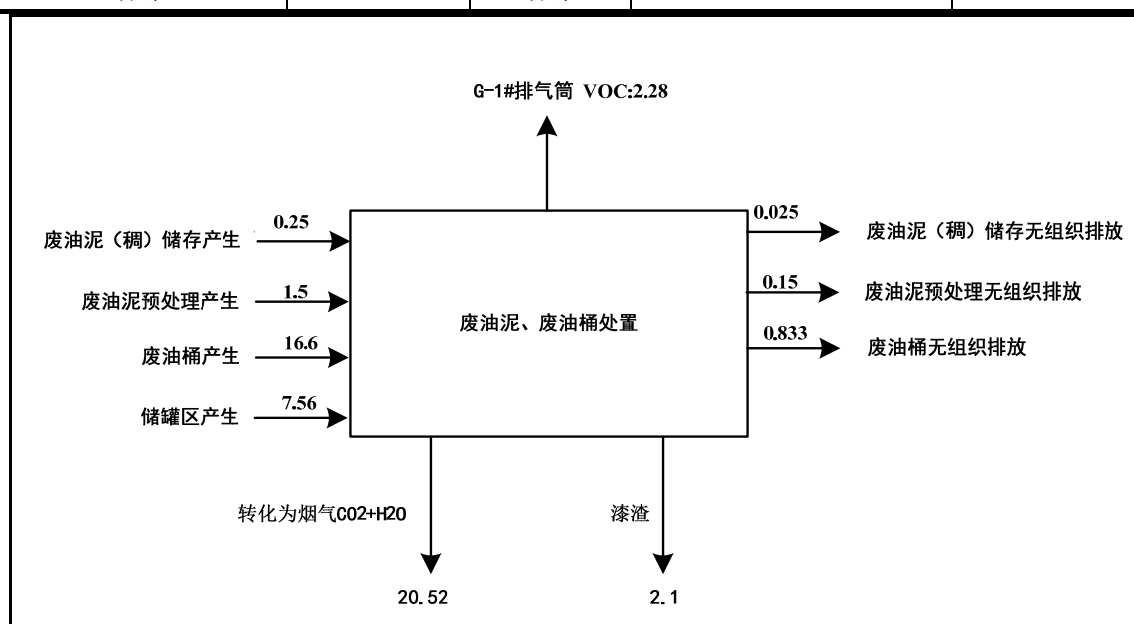 G-1#排气筒 VOC:2.28
0.25
废油泥（稠）储存产生
0.025
废油泥（稠）储存无组织排放
1.5
废油泥预处理产生
0.15
废油泥预处理无组织排放
废油泥、废油桶处置
16.6
废油桶产生
0.833
废油桶无组织排放
7.56
储罐区产生
转化为烟气CO2+H2O
漆渣
20.52
2.1